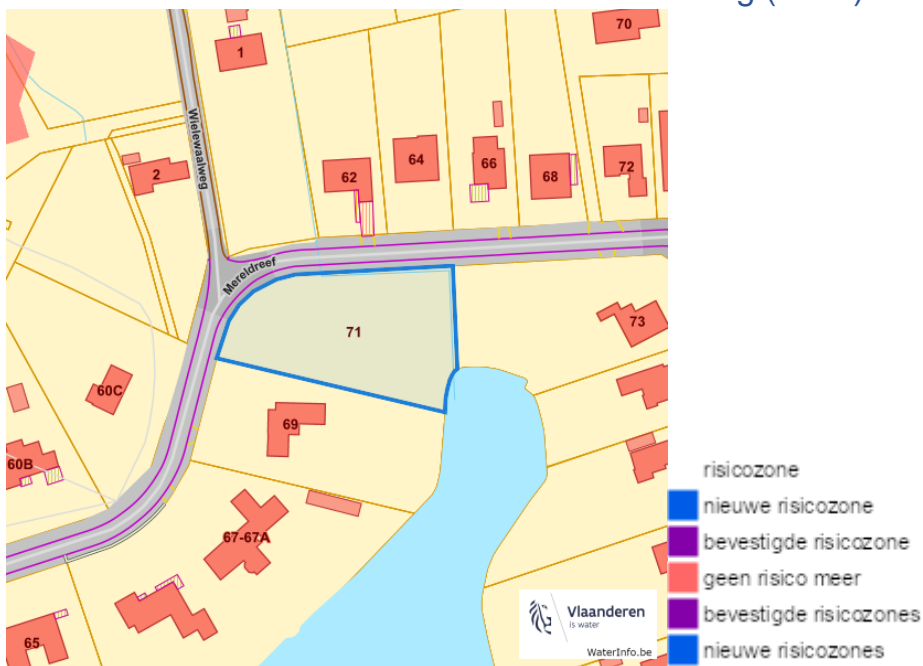 70
1
Wielewaalweg
2
62
64
66
68
72
Mereldreef
71
73
60C
69
60B
67-67A
65
Vlaanderen
is water
WaterInfo.be
risicozone
nieuwe risicozone
bevestigde risicozone
geen risico meer
bevestigde risicozones
nieuwe risicozones